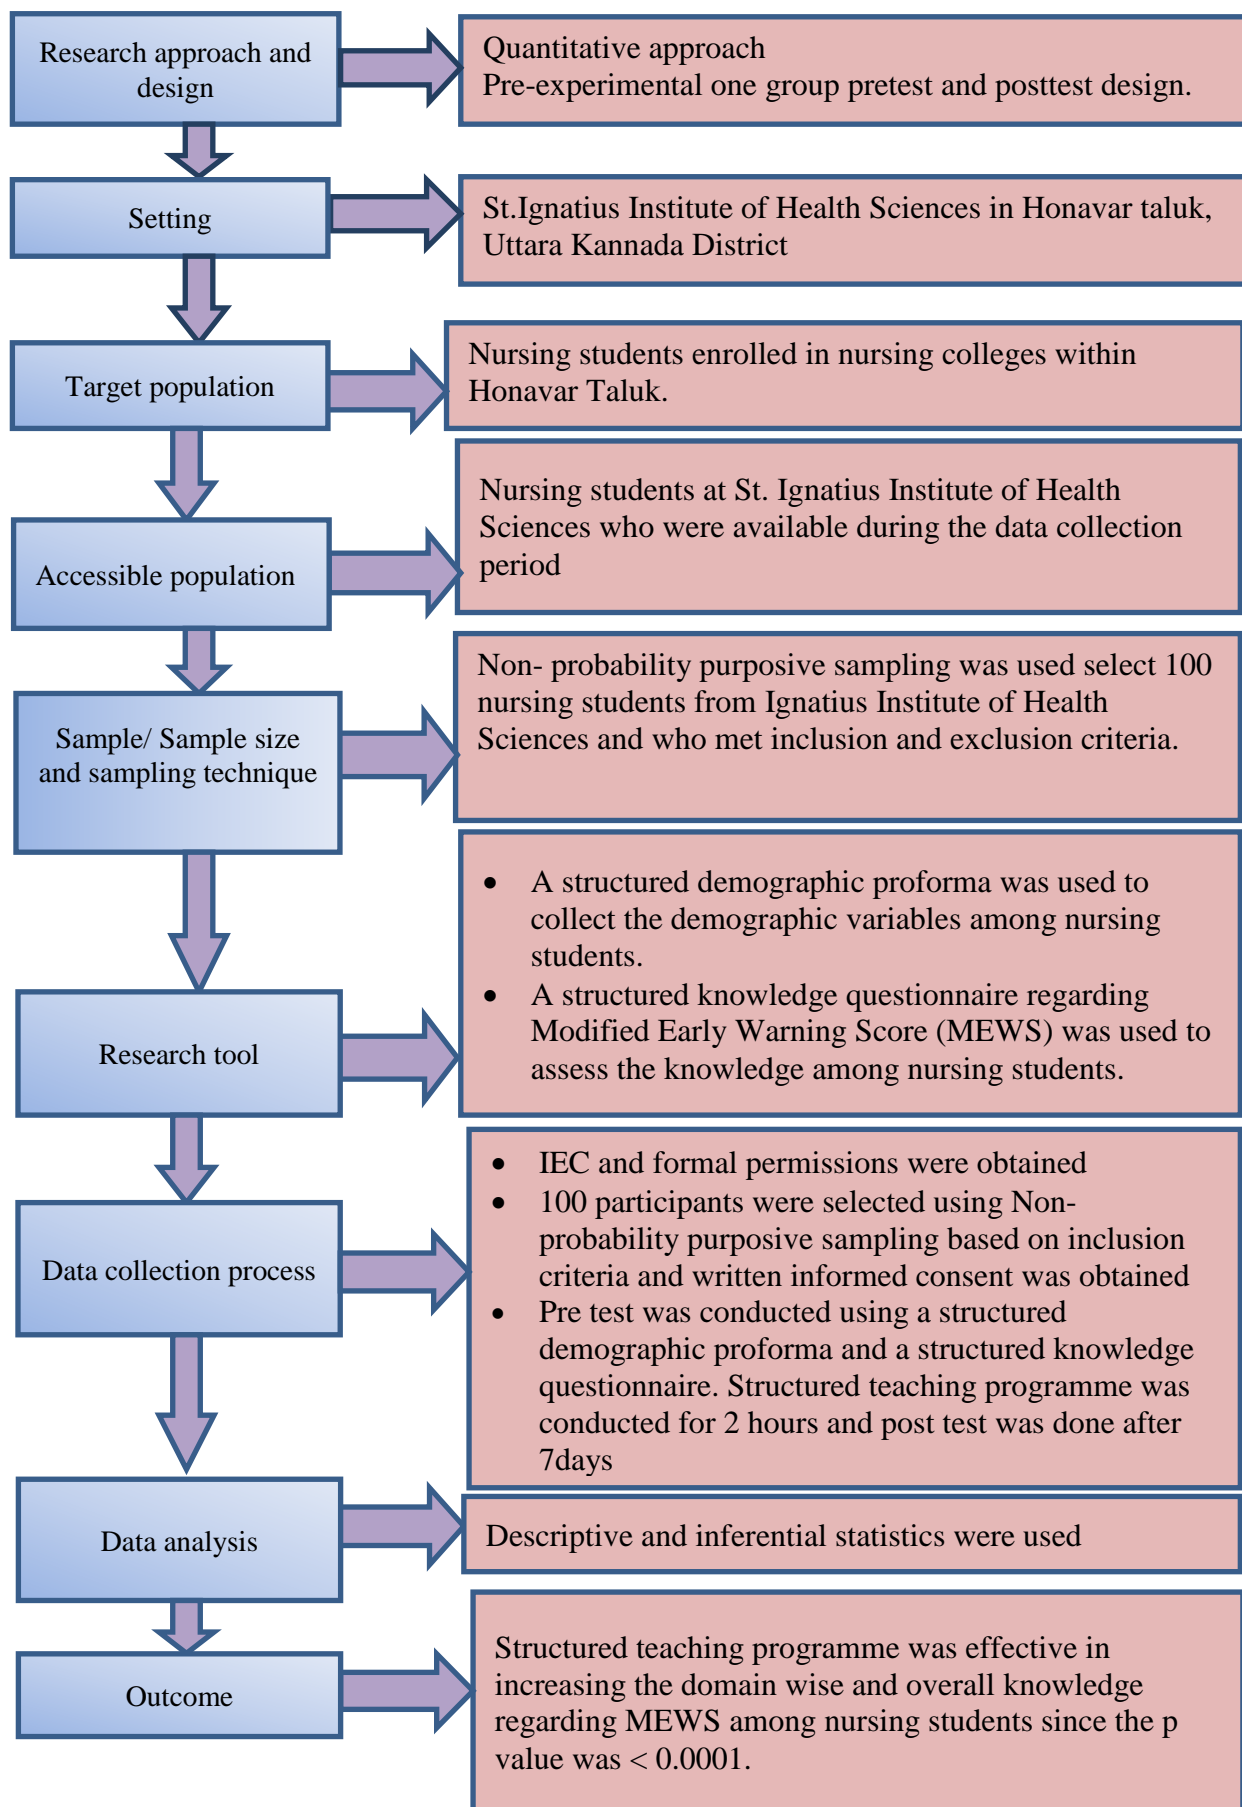 Research approach and
design
Quantitative approach
Pre-experimental one group pretest and posttest design.
Setting
St.Ignatius Institute of Health Sciences in Honavar taluk,
Uttara Kannada District
Target population
Nursing students enrolled in nursing colleges within
Honavar Taluk.
Accessible population
Nursing students at St. Ignatius Institute of Health
Sciences who were available during the data collection
period
Sample/ Sample size
and sampling technique
Non- probability purposive sampling was used select 100
nursing students from Ignatius Institute of Health
Sciences and who met inclusion and exclusion criteria.
Research tool
• A structured demographic proforma was used to
collect the demographic variables among nursing
students.
• A structured knowledge questionnaire regarding
Modified Early Warning Score (MEWS) was used to
assess the knowledge among nursing students.
Data collection process
• IEC and formal permissions were obtained
• 100 participants were selected using Non-
probability purposive sampling based on inclusion
criteria and written informed consent was obtained
• Pre test was conducted using a structured
demographic proforma and a structured knowledge
questionnaire. Structured teaching programme was
conducted for 2 hours and post test was done after
7days
Data analysis
Descriptive and inferential statistics were used
Outcome
Structured teaching programme was effective in
increasing the domain wise and overall knowledge
regarding MEWS among nursing students since the p
value was < 0.0001.